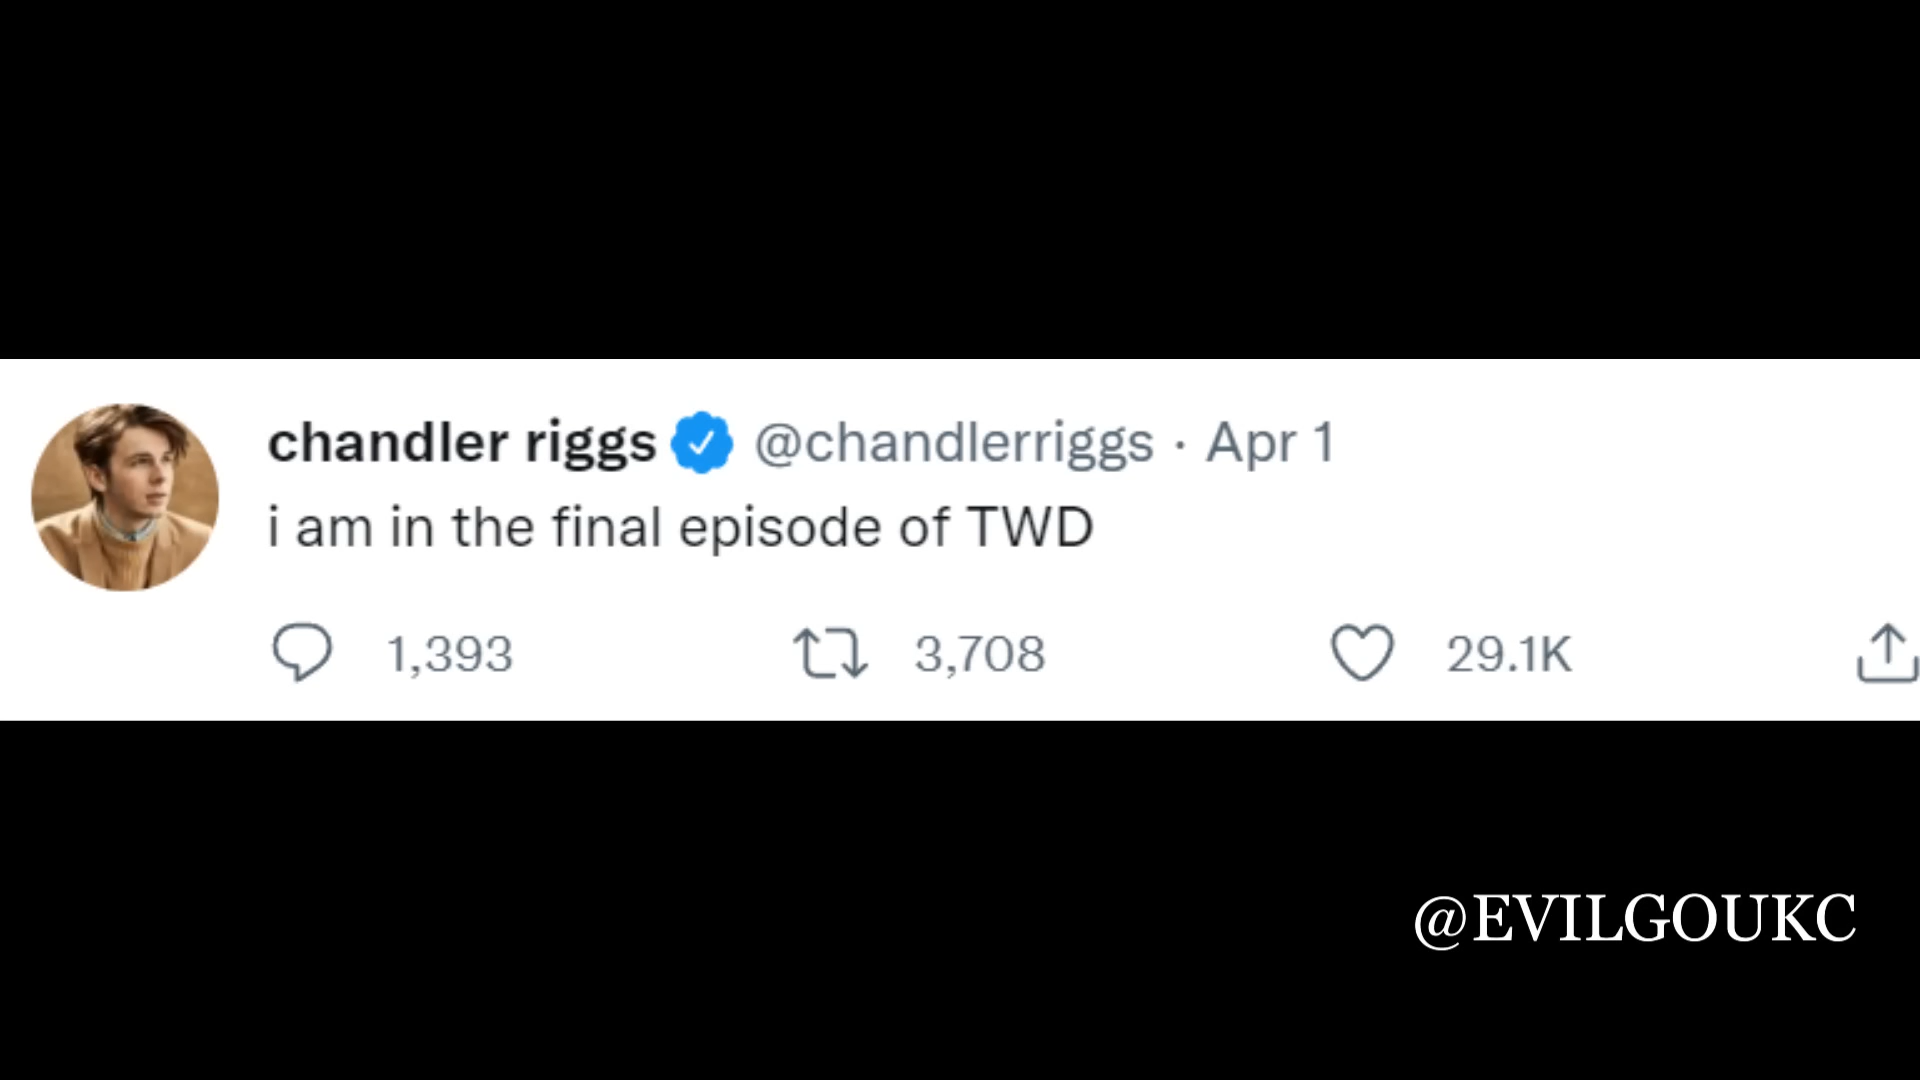 chandler riggs @chandlerriggs · Apr 1
i am in the final episode of TWD
1,393 3,708 29.1K
@EVILGOUKC